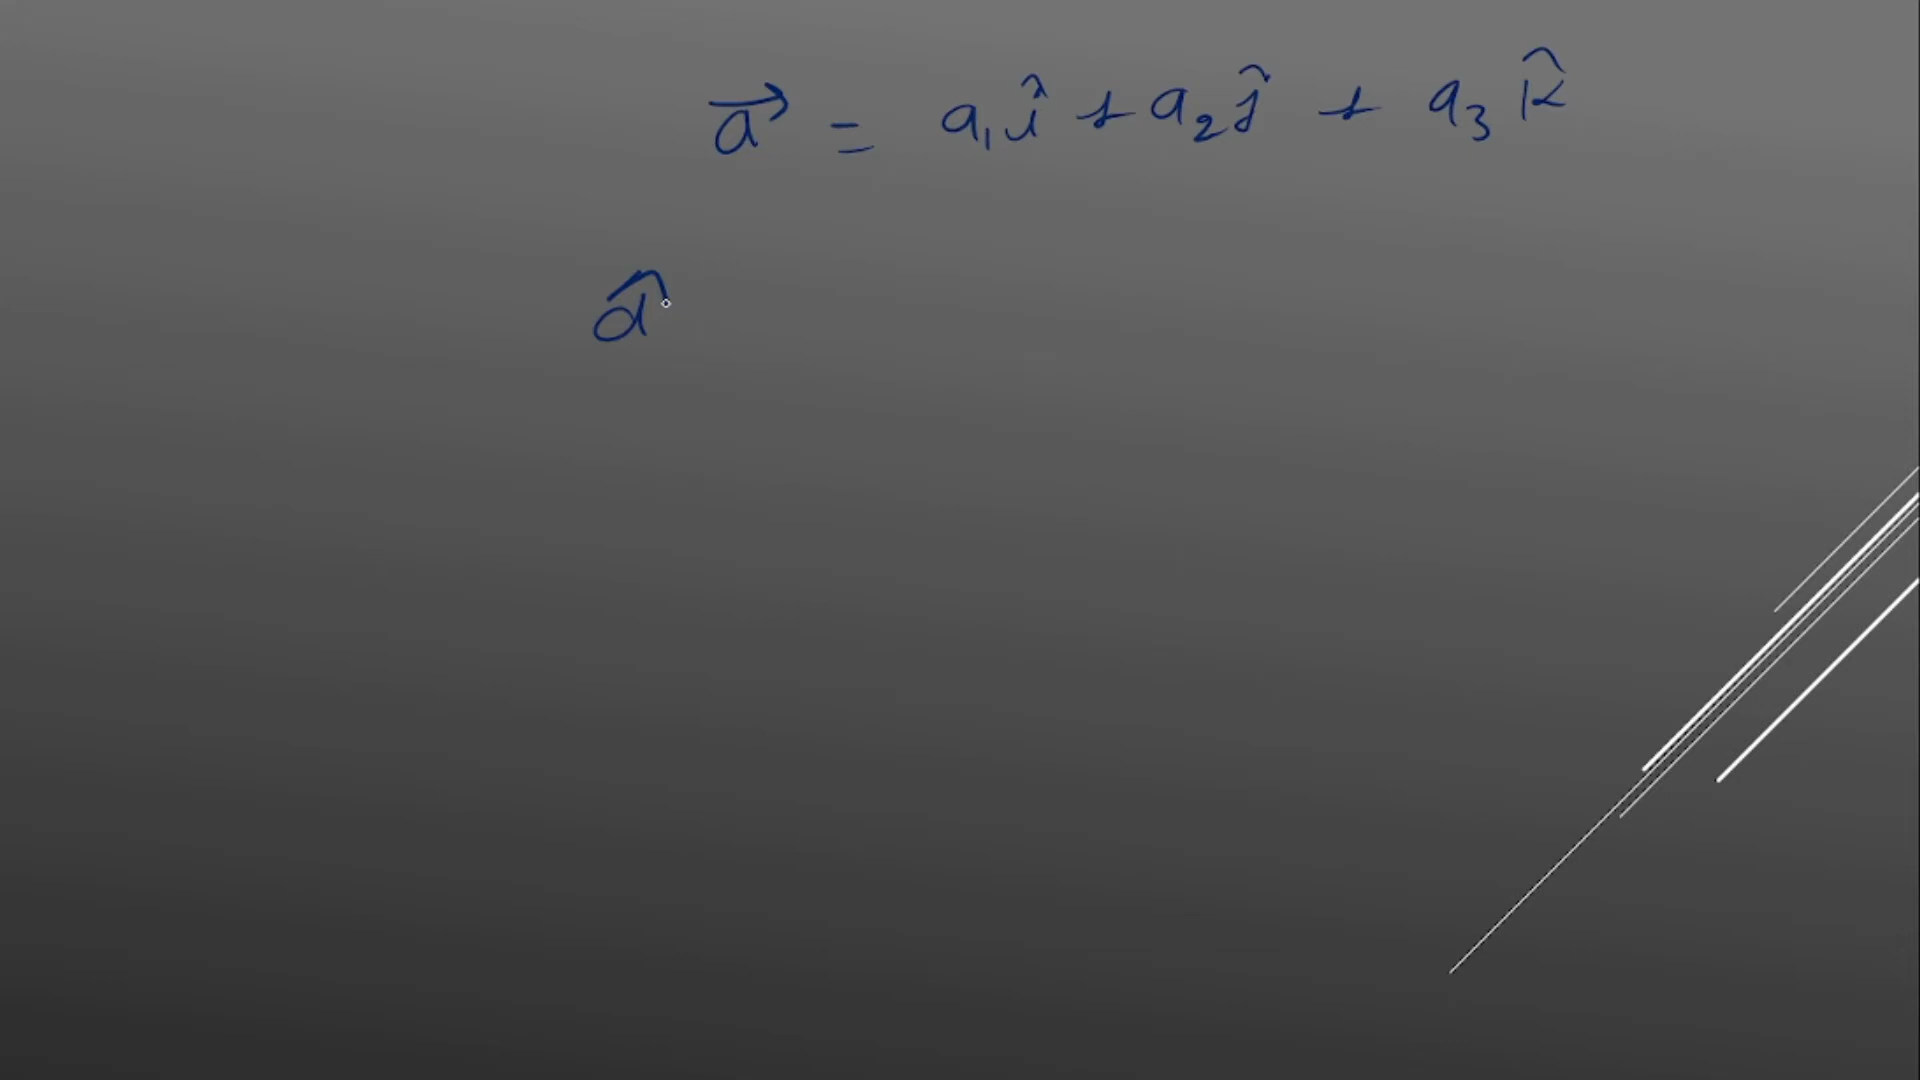 a⃗ = a₁î + a₂ĵ + a₃k̂
â